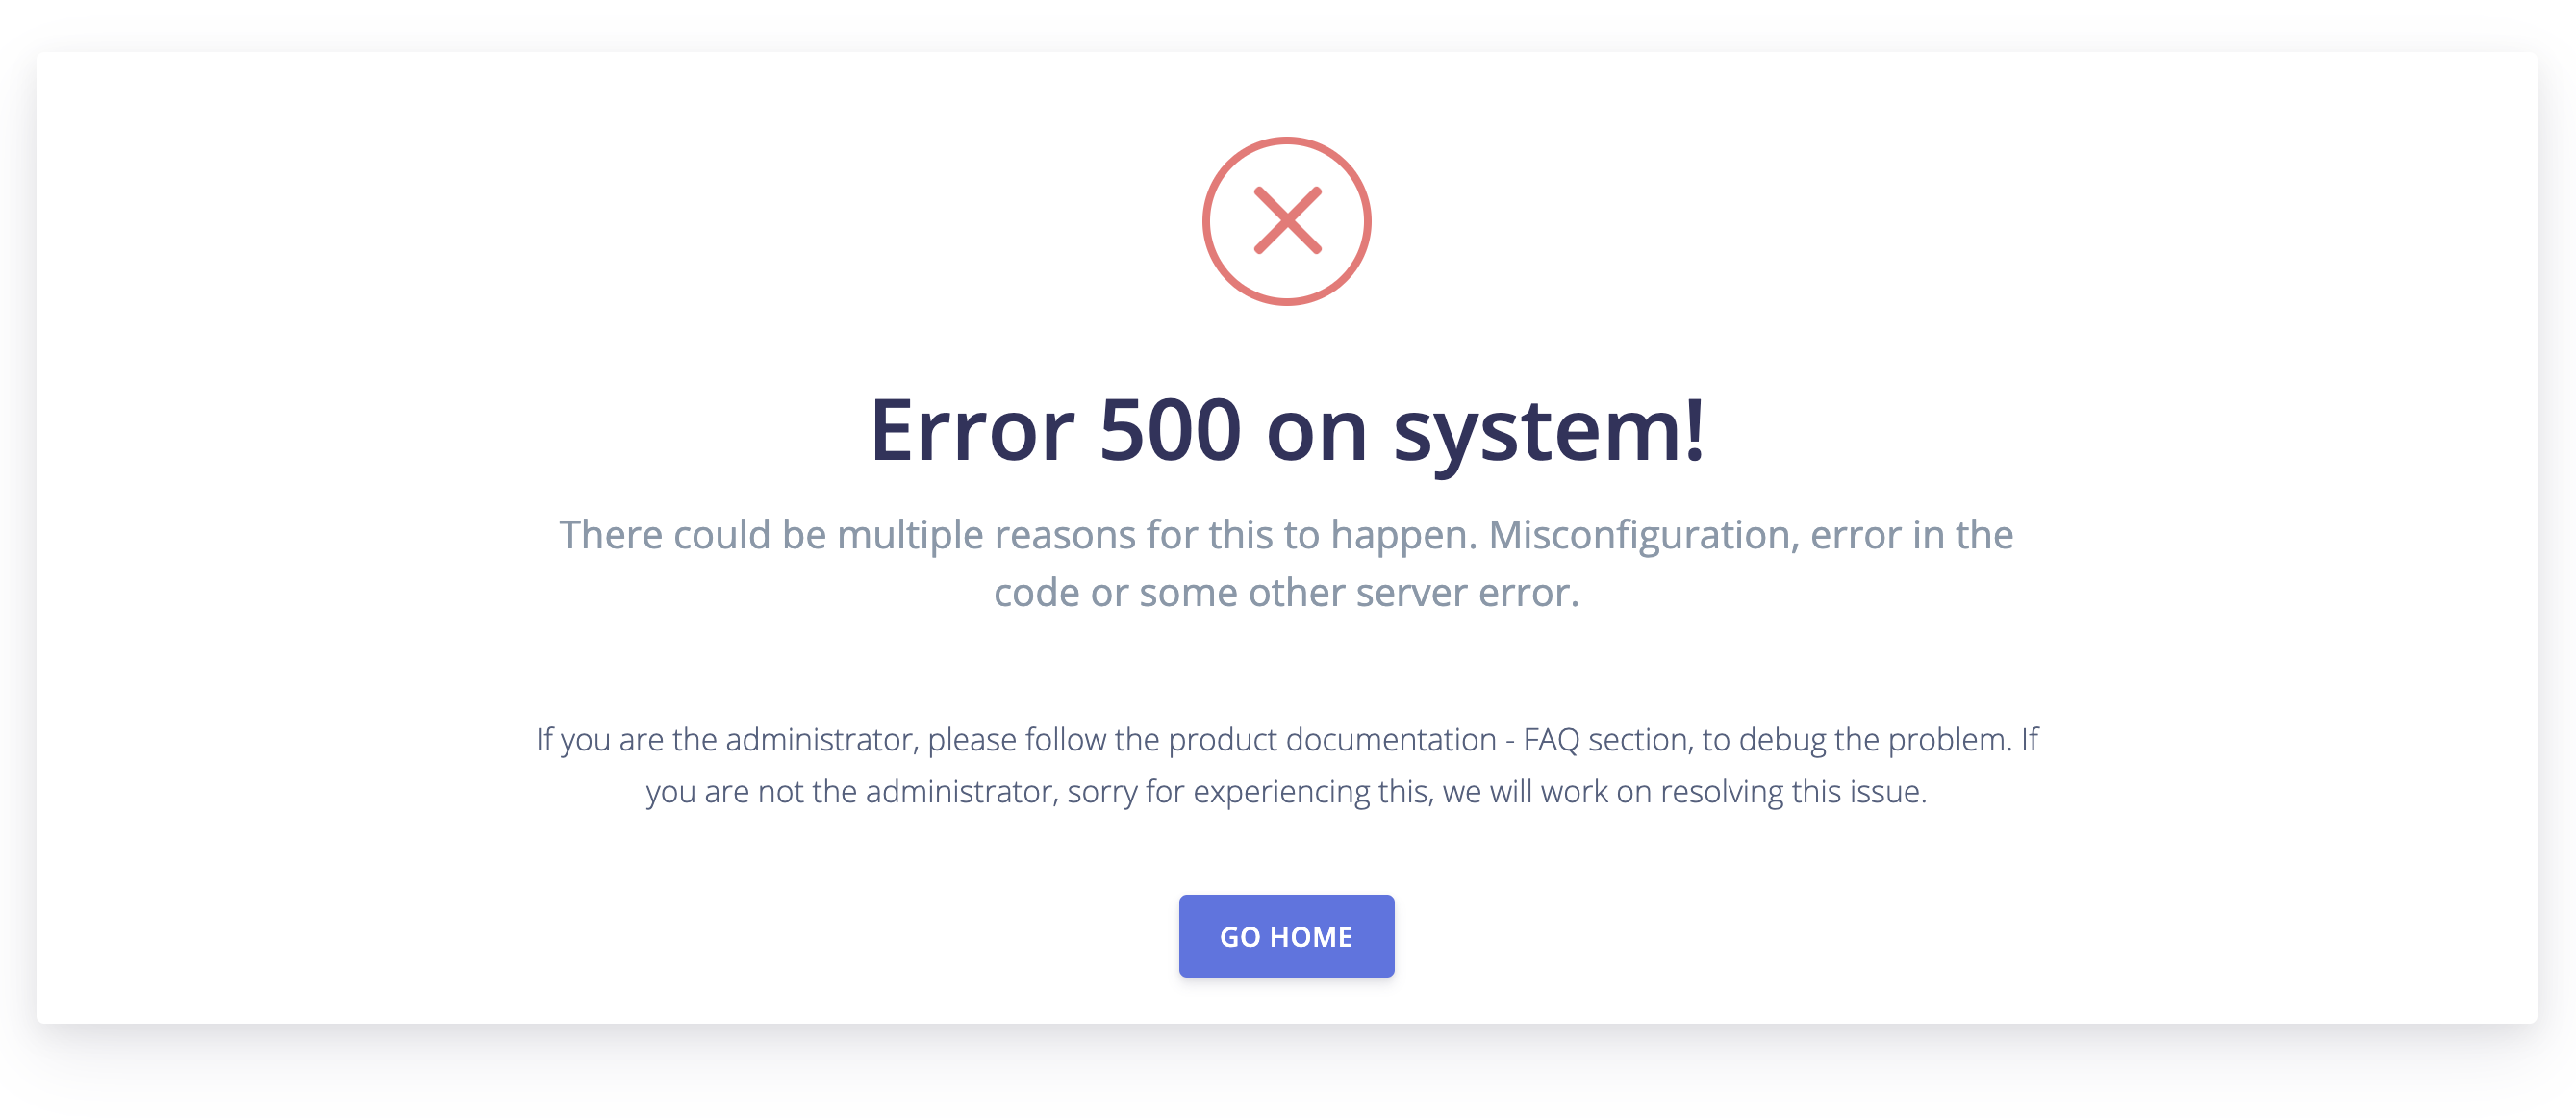 Error 500 on system!
There could be multiple reasons for this to happen. Misconfiguration, error in the
code or some other server error.
If you are the administrator, please follow the product documentation - FAQ section, to debug the problem. If
you are not the administrator, sorry for experiencing this, we will work on resolving this issue.
GO HOME